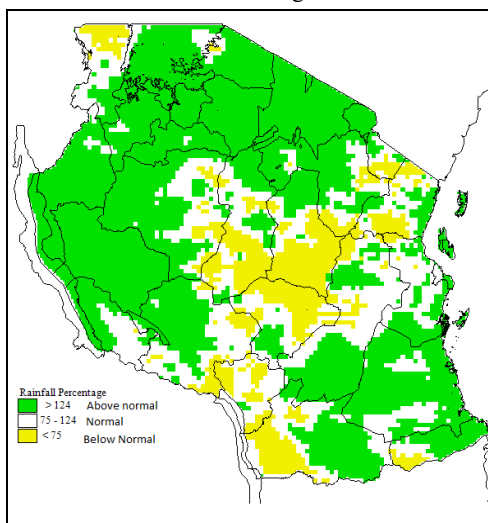 Rainfall Percentage
> 124 Above normal
75 - 124 Normal
< 75 Below Normal